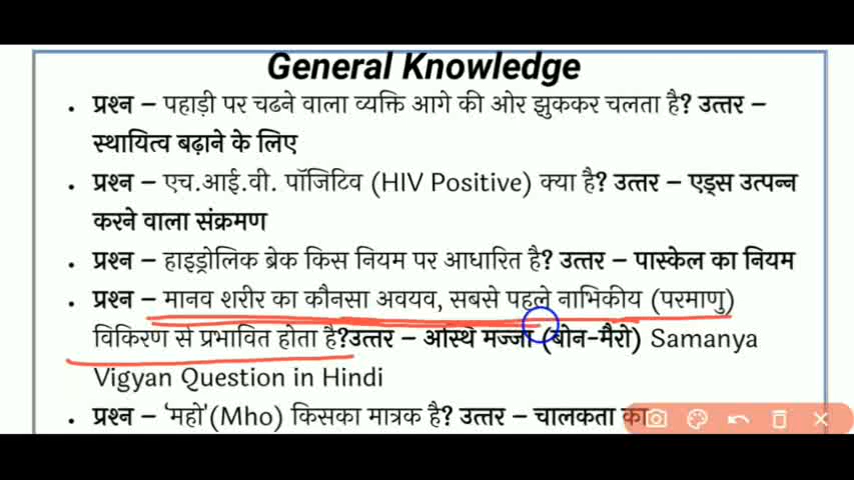 General Knowledge
• प्रश्न – पहाड़ी पर चढने वाला व्यक्ति आगे की ओर झुककर चलता है? उत्तर –
स्थायित्व बढ़ाने के लिए
• प्रश्न – एच.आई.वी. पॉजिटिव (HIV Positive) क्या है? उत्तर – एड्स उत्पन्न
करने वाला संक्रमण
• प्रश्न – हाइड्रोलिक ब्रेक किस नियम पर आधारित है? उत्तर – पास्केल का नियम
• प्रश्न – मानव शरीर का कौनसा अवयव, सबसे पहले नाभिकीय (परमाणु)
विकिरण से प्रभावित होता है?उत्तर – अस्थि मज्जा (बोन-मैरो) Samanya
Vigyan Question in Hindi
• प्रश्न – 'महो'(Mho) किसका मात्रक है? उत्तर – चालकता का